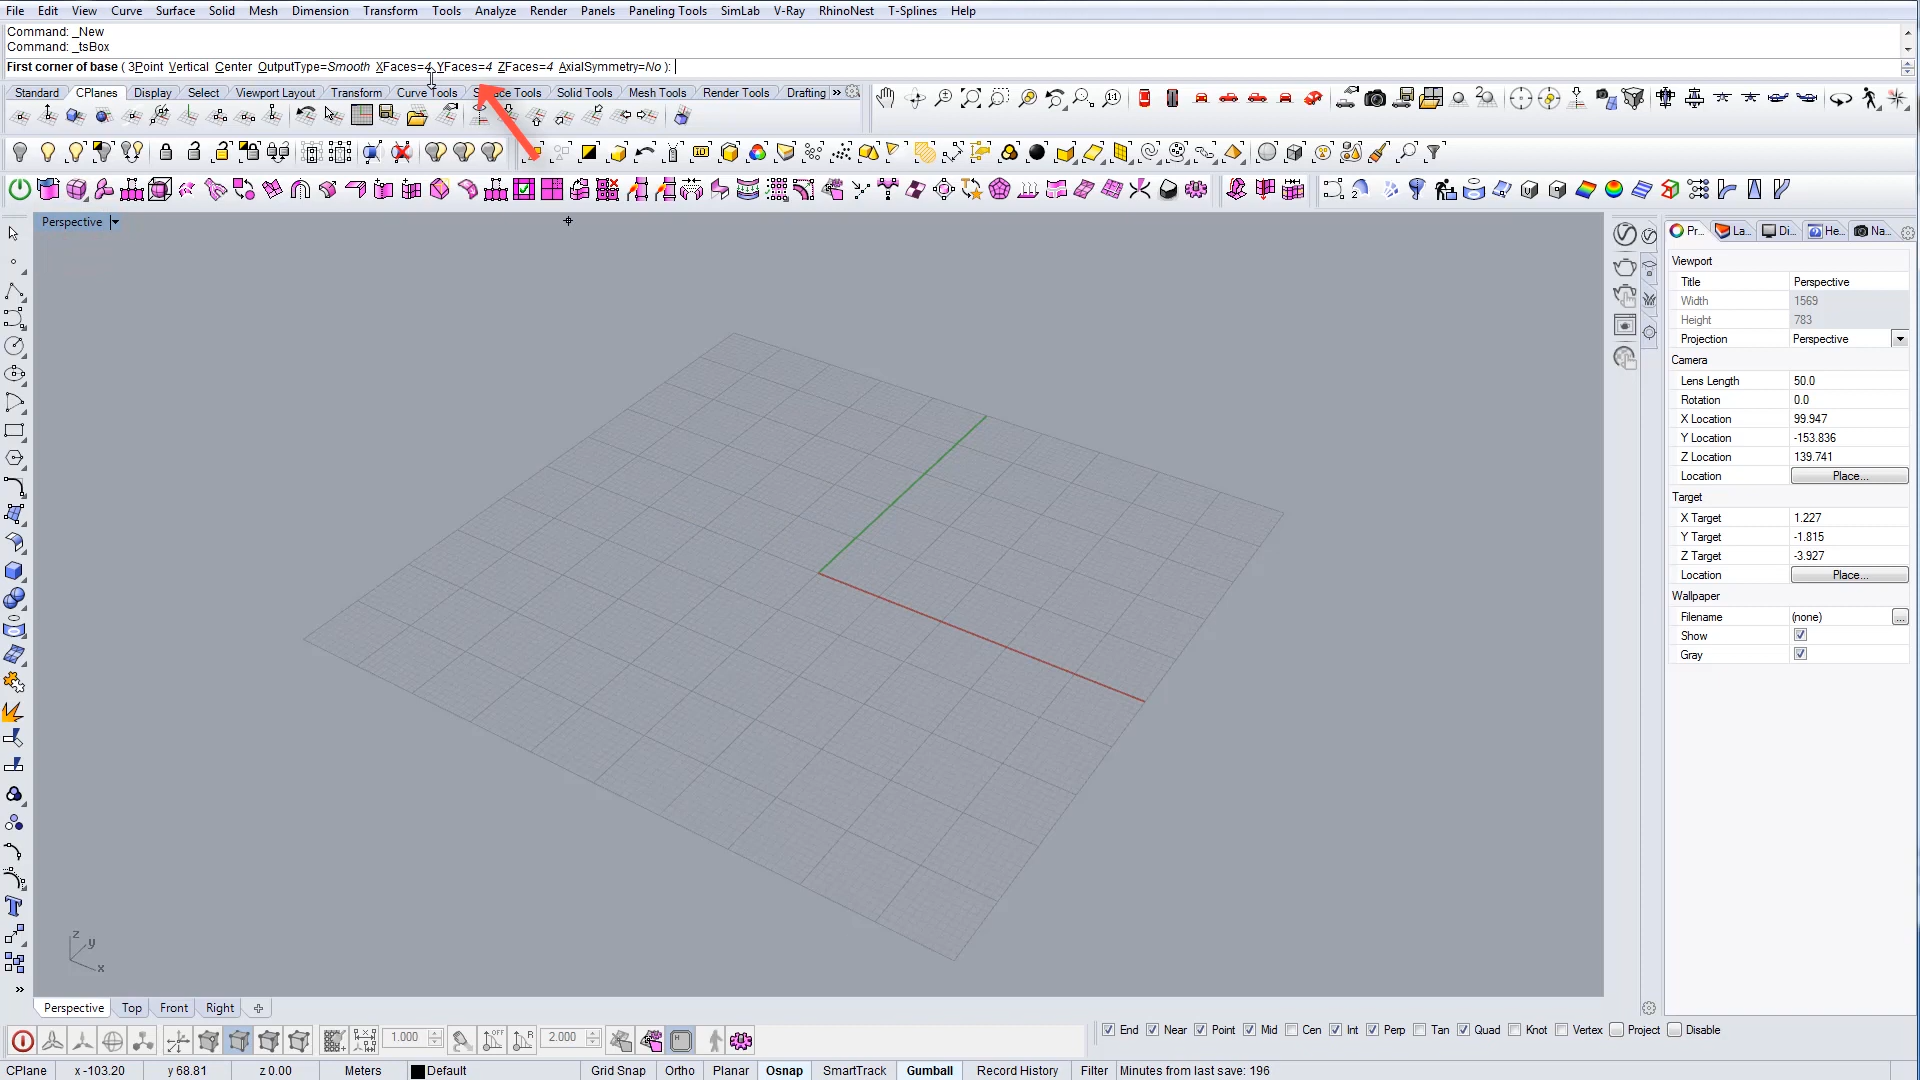 File Edit View Curve Surface Solid Mesh Dimension Transform Tools Analyze Render Panels Paneling Tools SimLab V-Ray RhinoNest T-Splines Help
Command: _New
Command: _tsBox
First corner of base ( 3Point Vertical Center OutputType=Smooth XFaces=4 YFaces=4 ZFaces=4 AxialSymmetry=No ):
Standard CPlanes Display Select Viewport Layout Transform Curve Tools Tools Solid Tools Mesh Tools Render Tools Drafting »
Perspective
Pr... La... Di... He... Na...
Viewport
Title Perspective
Width 1569
Height 783
Projection Perspective
Camera
Lens Length 50.0
Rotation 0.0
X Location 99.947
Y Location -153.836
Z Location 139.741
Location Place...
Target
X Target 1.227
Y Target -1.815
Z Target -3.927
Location Place...
Wallpaper
Filename (none) ...
Show
Gray
z
y
x
»
Perspective Top Front Right
1.000 OFF R 2.000 H
End Near Point Mid Cen Int Perp Tan Quad Knot Vertex Project Disable
CPlane x -103.20 y 68.81 z 0.00 Meters Default Grid Snap Ortho Planar Osnap SmartTrack Gumball Record History Filter Minutes from last save: 196